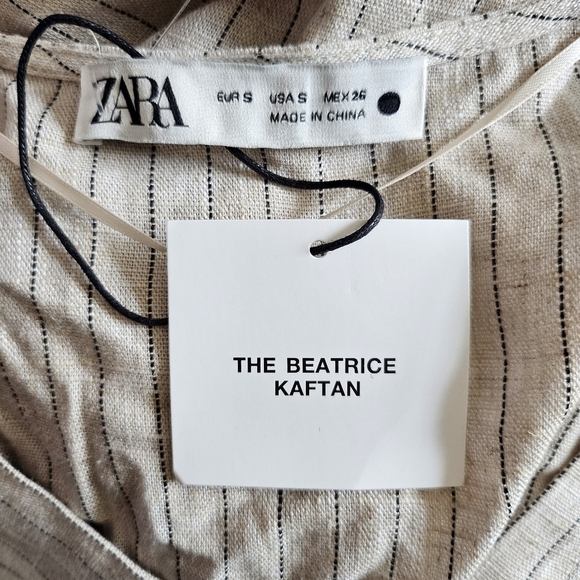 ZARA
EUR S USA S MEX 26
MADE IN CHINA
THE BEATRICE
KAFTAN